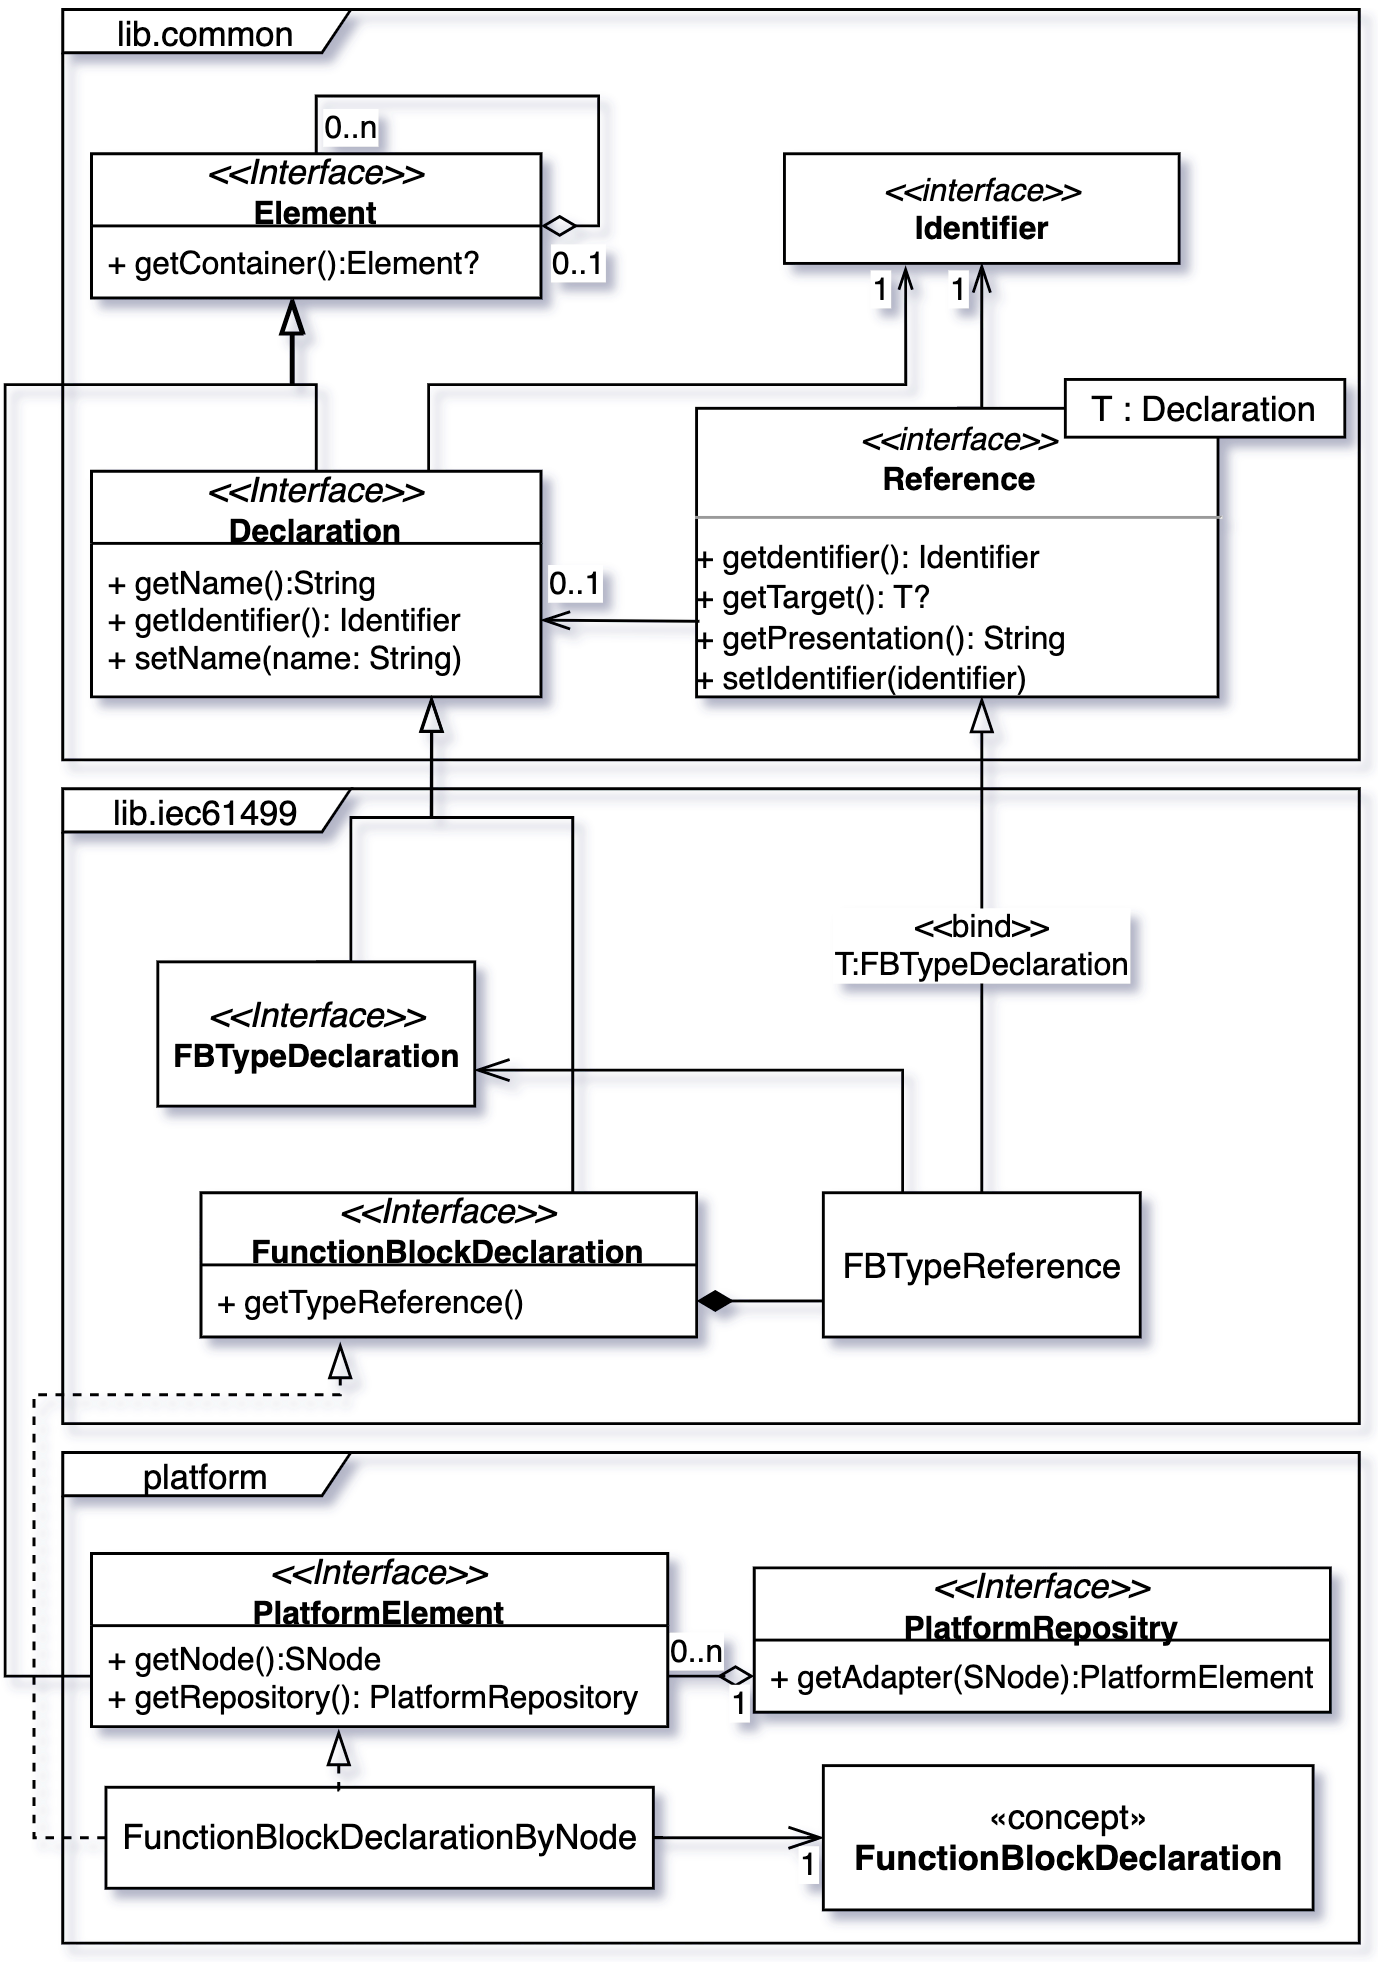 lib.common
0..n
<<Interface>>
Element
+ getContainer():Element?
0..1
<<interface>>
Identifier
1
1
T : Declaration
<<interface>>
Reference
+ getdentifier(): Identifier
+ getTarget(): T?
+ getPresentation(): String
+ setIdentifier(identifier)
<<Interface>>
Declaration
+ getName():String
+ getIdentifier(): Identifier
+ setName(name: String)
0..1
lib.iec61499
<<bind>>
T:FBTypeDeclaration
<<Interface>>
FBTypeDeclaration
<<Interface>>
FunctionBlockDeclaration
+ getTypeReference()
FBTypeReference
platform
<<Interface>>
PlatformElement
+ getNode():SNode
+ getRepository(): PlatformRepository
0..n
1
<<Interface>>
PlatformRepositry
+ getAdapter(SNode):PlatformElement
FunctionBlockDeclarationByNode
1
«concept»
FunctionBlockDeclaration